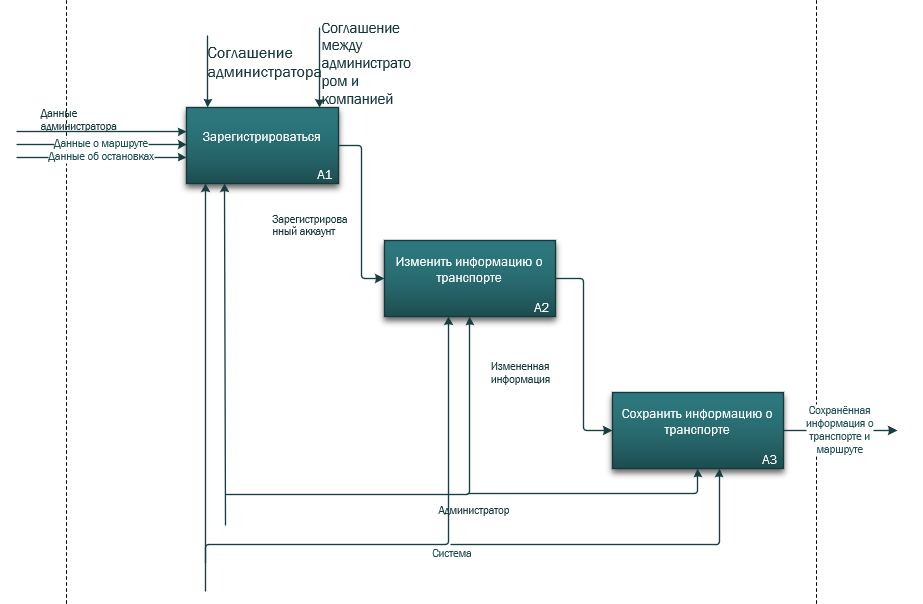 Соглашение
администратора
Соглашение
между
администрато
ром и
компанией
Данные
администратора
Данные о маршруте
Данные об остановках
Зарегистрироваться
A1
Зарегистрирова
нный аккаунт
Изменить информацию о
транспорте
A2
Измененная
информация
Сохранить информацию о
транспорте
A3
Сохранённая
информация о
транспорте и
маршруте
Администратор
Система